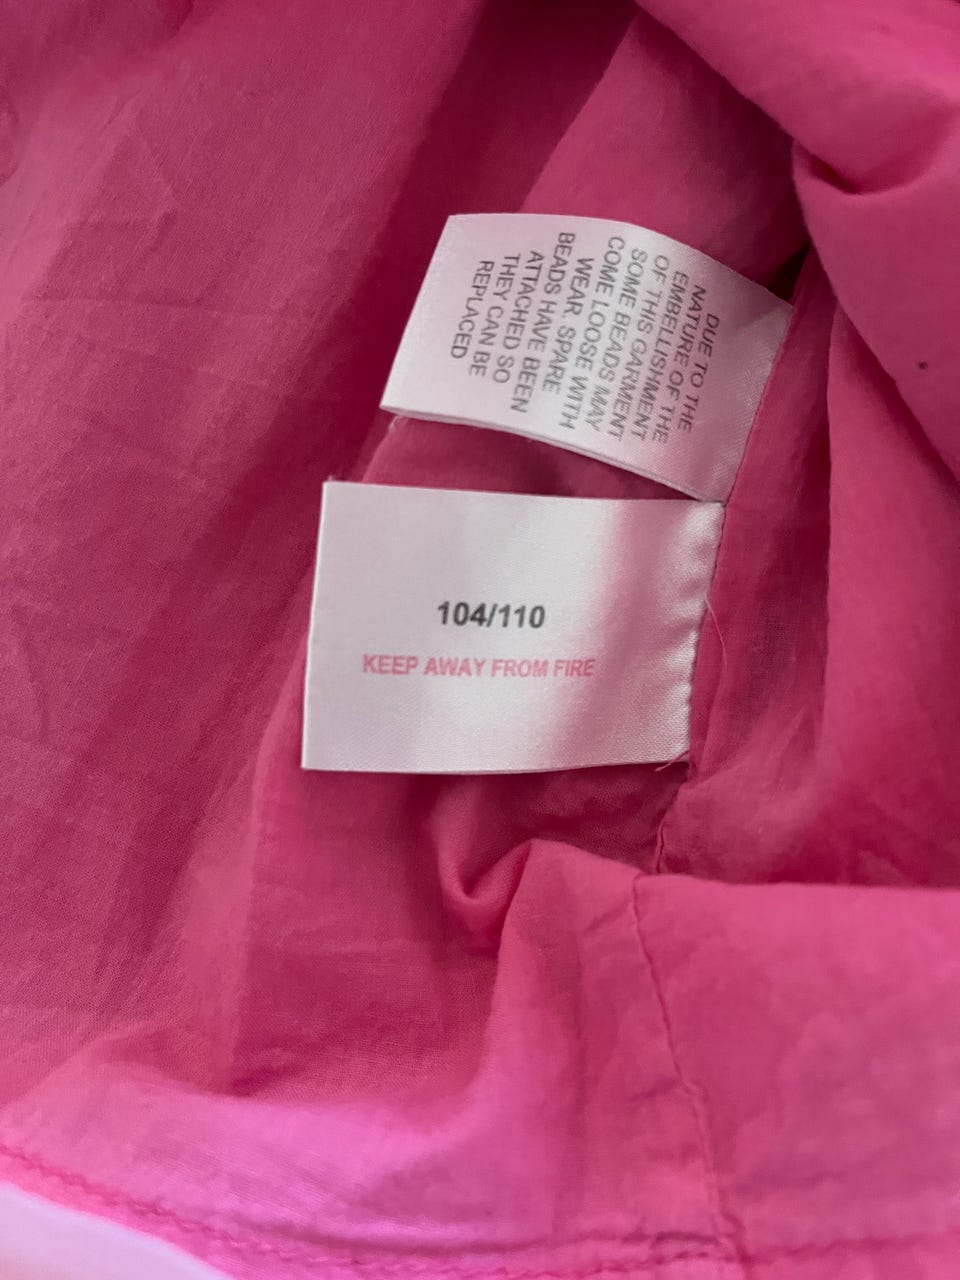 DUE TO THE
NATURE OF THE
EMBELLISHMENT
OF THIS GARMENT
SOME BEADS MAY
COME LOOSE WITH
WEAR. SPARE
BEADS HAVE BEEN
ATTACHED SO
THEY CAN BE
REPLACED
104/110
KEEP AWAY FROM FIRE